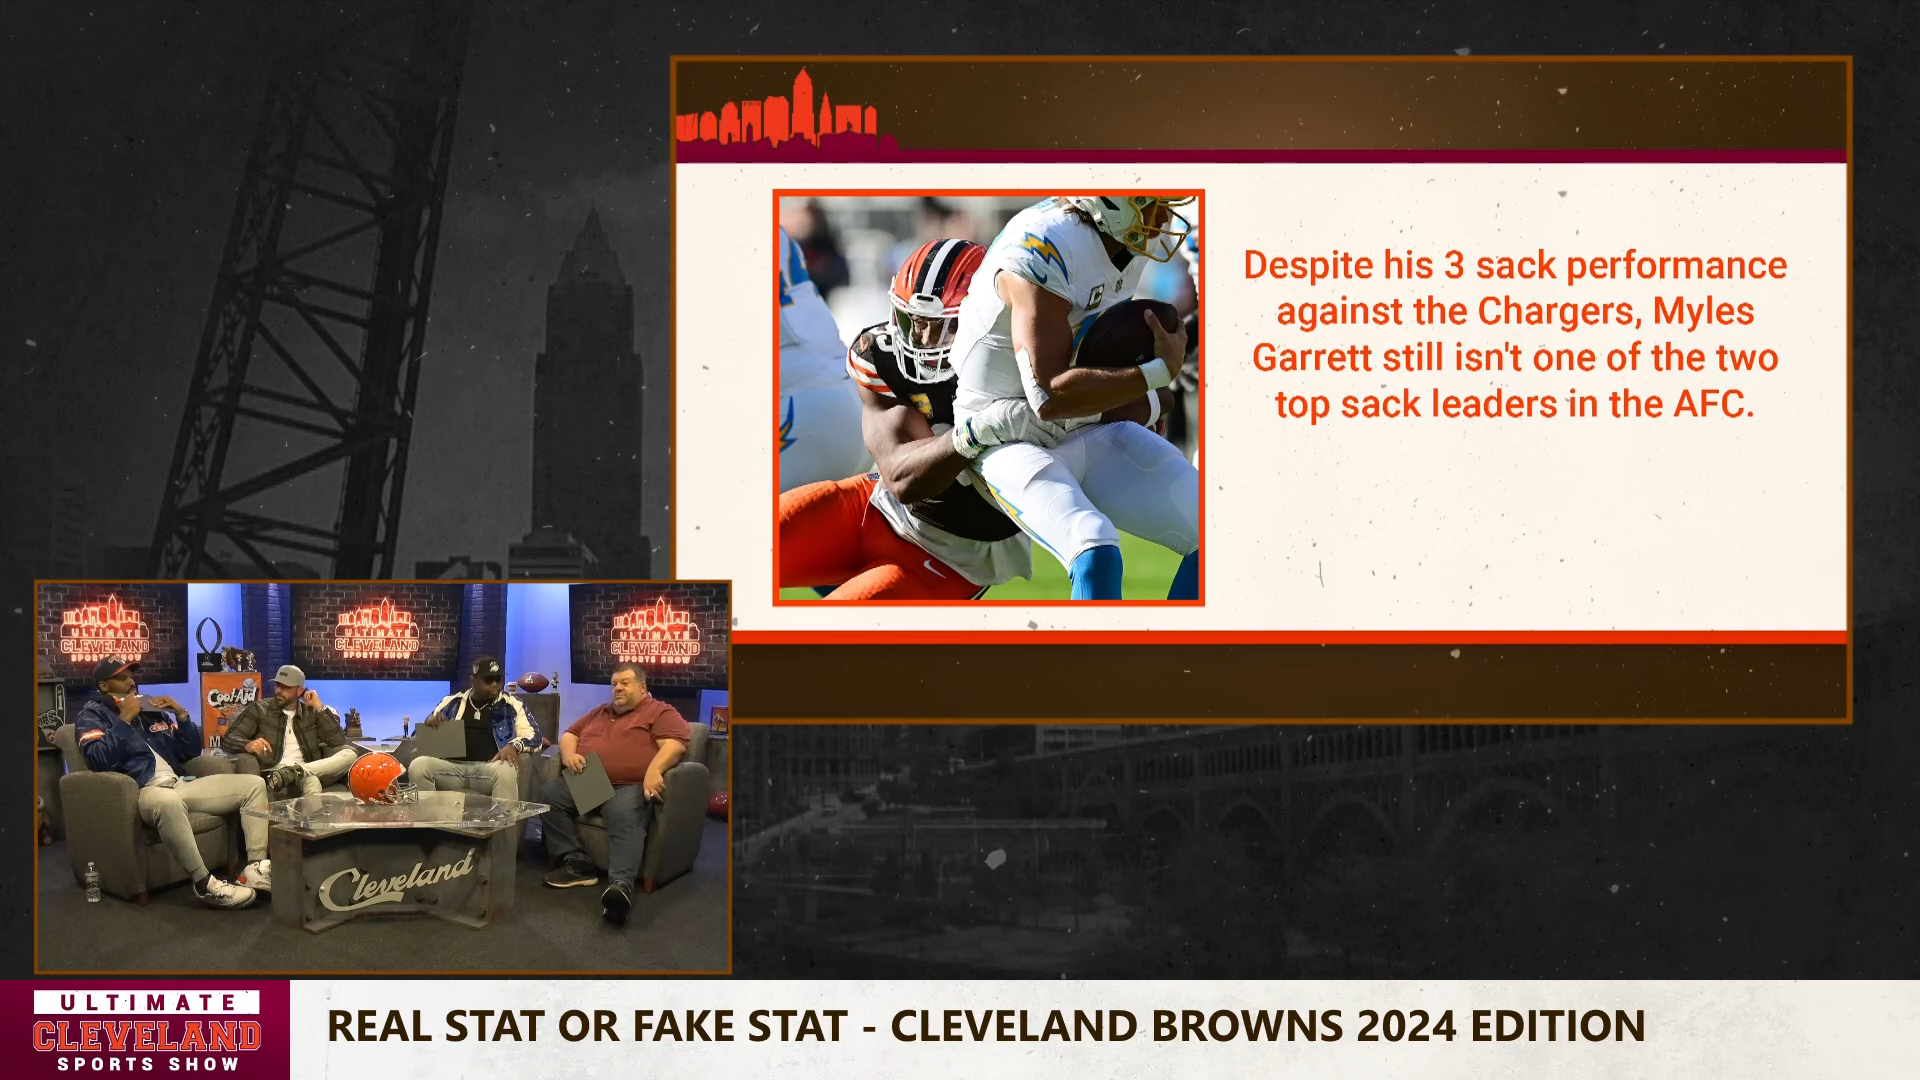 Despite his 3 sack performance
against the Chargers, Myles
Garrett still isn't one of the two
top sack leaders in the AFC.
ULTIMATE
CLEVELAND
SPORTS SHOW
ULTIMATE
CLEVELAND
SPORTS SHOW
ULTIMATE
CLEVELAND
SPORTS SHOW
Cool-Aid
Cleveland
ULTIMATE
CLEVELAND
SPORTS SHOW
REAL STAT OR FAKE STAT - CLEVELAND BROWNS 2024 EDITION